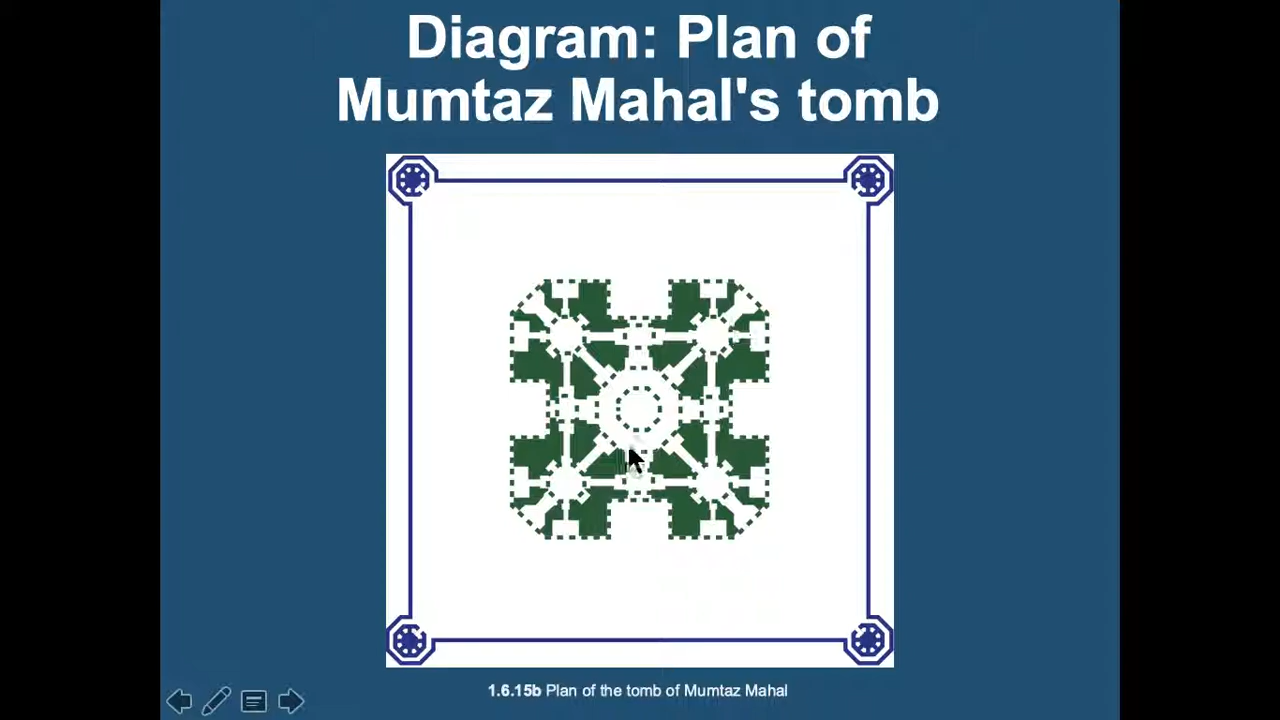 Diagram: Plan of
Mumtaz Mahal's tomb
1.6.15b Plan of the tomb of Mumtaz Mahal